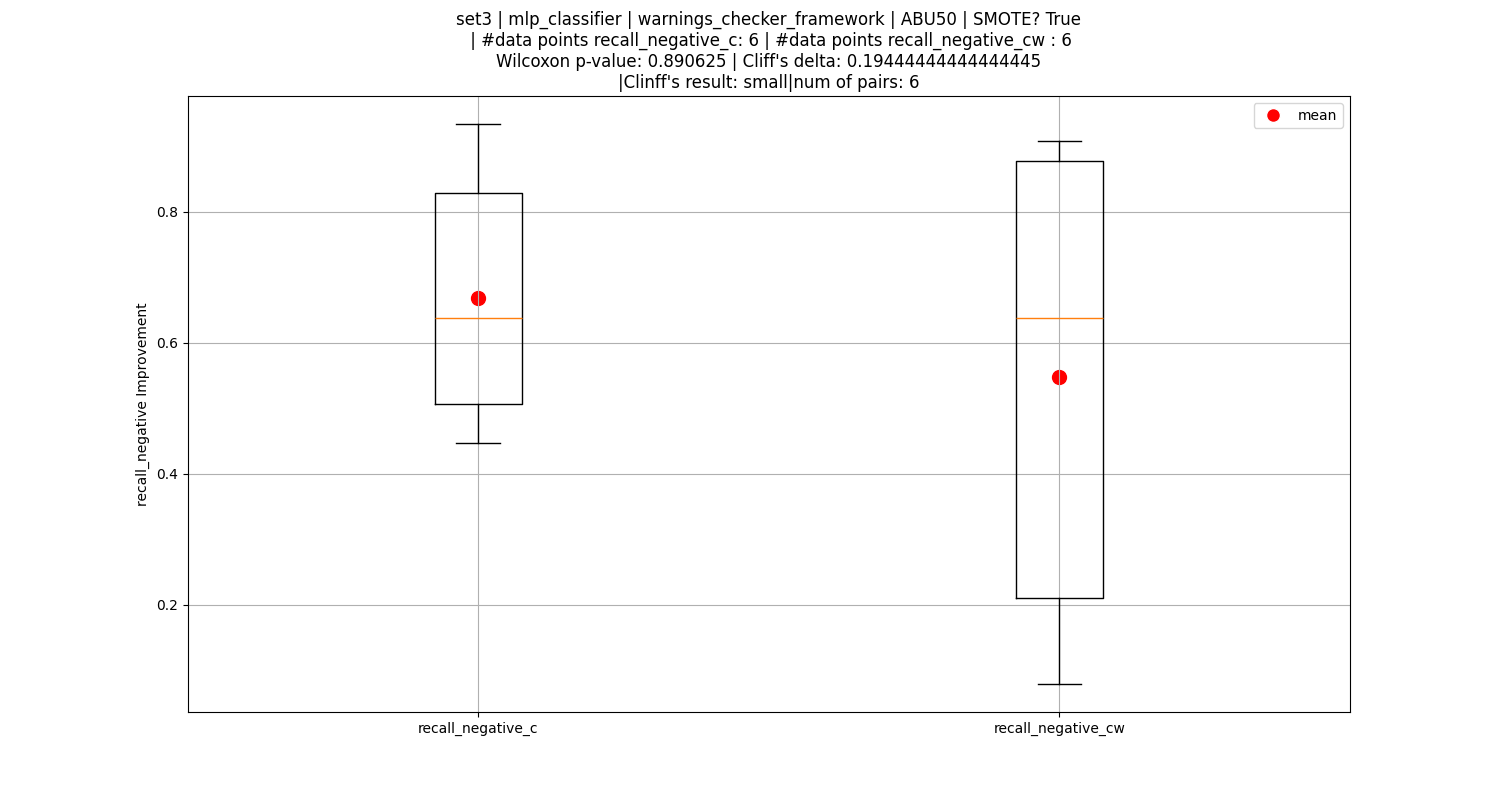 set3 | mlp_classifier | warnings_checker_framework | ABU50 | SMOTE? True
| #data points recall_negative_c: 6 | #data points recall_negative_cw : 6
Wilcoxon p-value: 0.890625 | Cliff's delta: 0.19444444444444445
|Clinff's result: small|num of pairs: 6
mean
recall_negative Improvement
0.8
0.6
0.4
0.2
recall_negative_c
recall_negative_cw